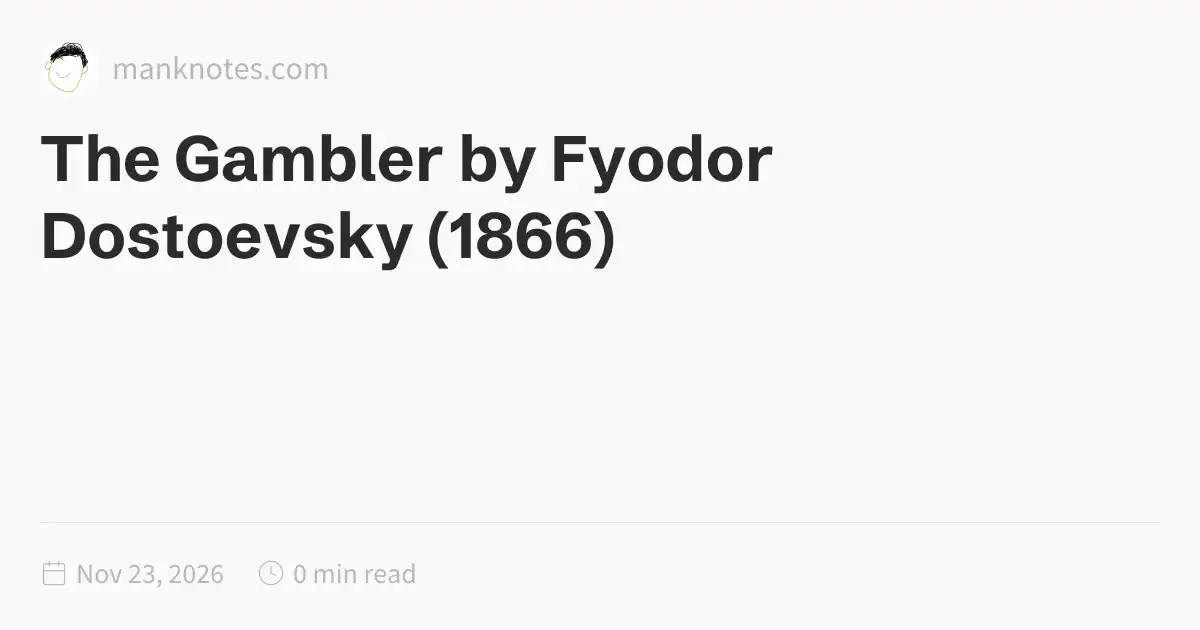 manknotes.com
The Gambler by Fyodor
Dostoevsky (1866)
Nov 23, 2026 0 min read